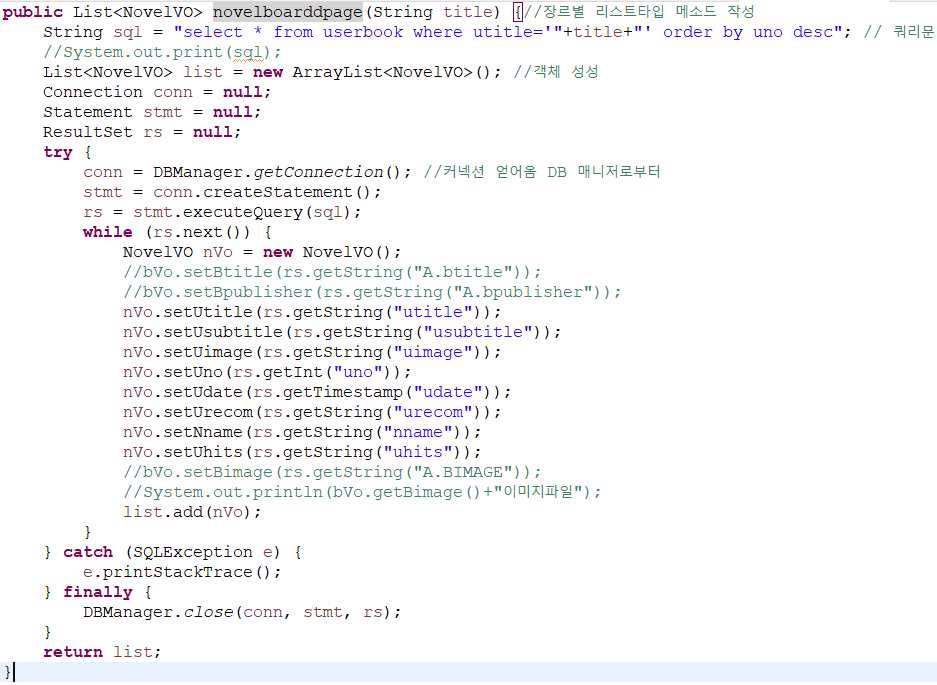 public List<NovelVO> novelboarddpage(String title) {//장르별 리스트타입 메소드 작성
String sql = "select * from userbook where utitle='"+title+"' order by uno desc"; // 쿼리문
//System.out.print(sql);
List<NovelVO> list = new ArrayList<NovelVO>(); //객체 성성
Connection conn = null;
Statement stmt = null;
ResultSet rs = null;
try {
conn = DBManager.getConnection(); //커넥션 얻어옴 DB 매니저로부터
stmt = conn.createStatement();
rs = stmt.executeQuery(sql);
while (rs.next()) {
NovelVO nVo = new NovelVO();
//bVo.setBtitle(rs.getString("A.btitle"));
//bVo.setBpublisher(rs.getString("A.bpublisher"));
nVo.setUtitle(rs.getString("utitle"));
nVo.setUsubtitle(rs.getString("usubtitle"));
nVo.setUimage(rs.getString("uimage"));
nVo.setUno(rs.getInt("uno"));
nVo.setUdate(rs.getTimestamp("udate"));
nVo.setUrecom(rs.getString("urecom"));
nVo.setNname(rs.getString("nname"));
nVo.setUhits(rs.getString("uhits"));
//bVo.setBimage(rs.getString("A.BIMAGE"));
//System.out.println(bVo.getBimage()+"이미지파일");
list.add(nVo);
}
} catch (SQLException e) {
e.printStackTrace();
} finally {
DBManager.close(conn, stmt, rs);
}
return list;
}